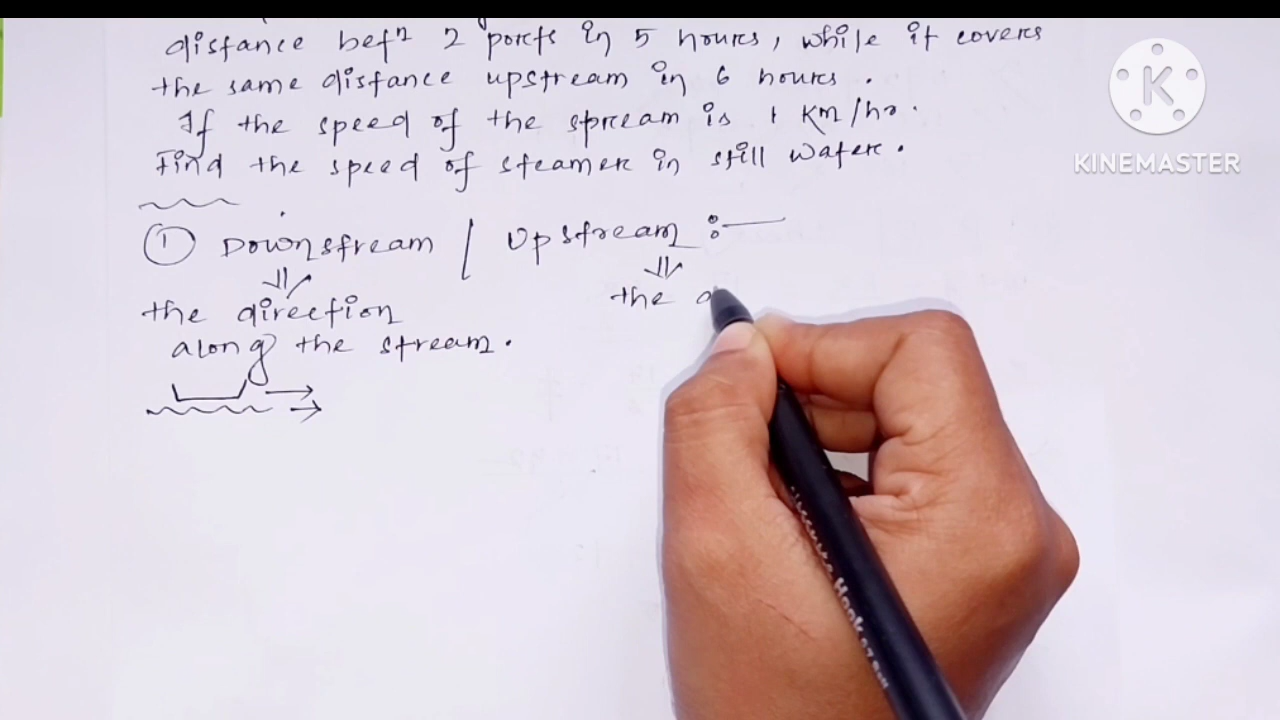 distance betn 2 ports in 5 hours, while it covers
the same distance upstream in 6 hours.
If the speed of the spream is 1 KM/hr.
Find the speed of steamer in still water.
① Downstream / Upstream :—
the direction
along the stream.
the d
K
KINEMASTER